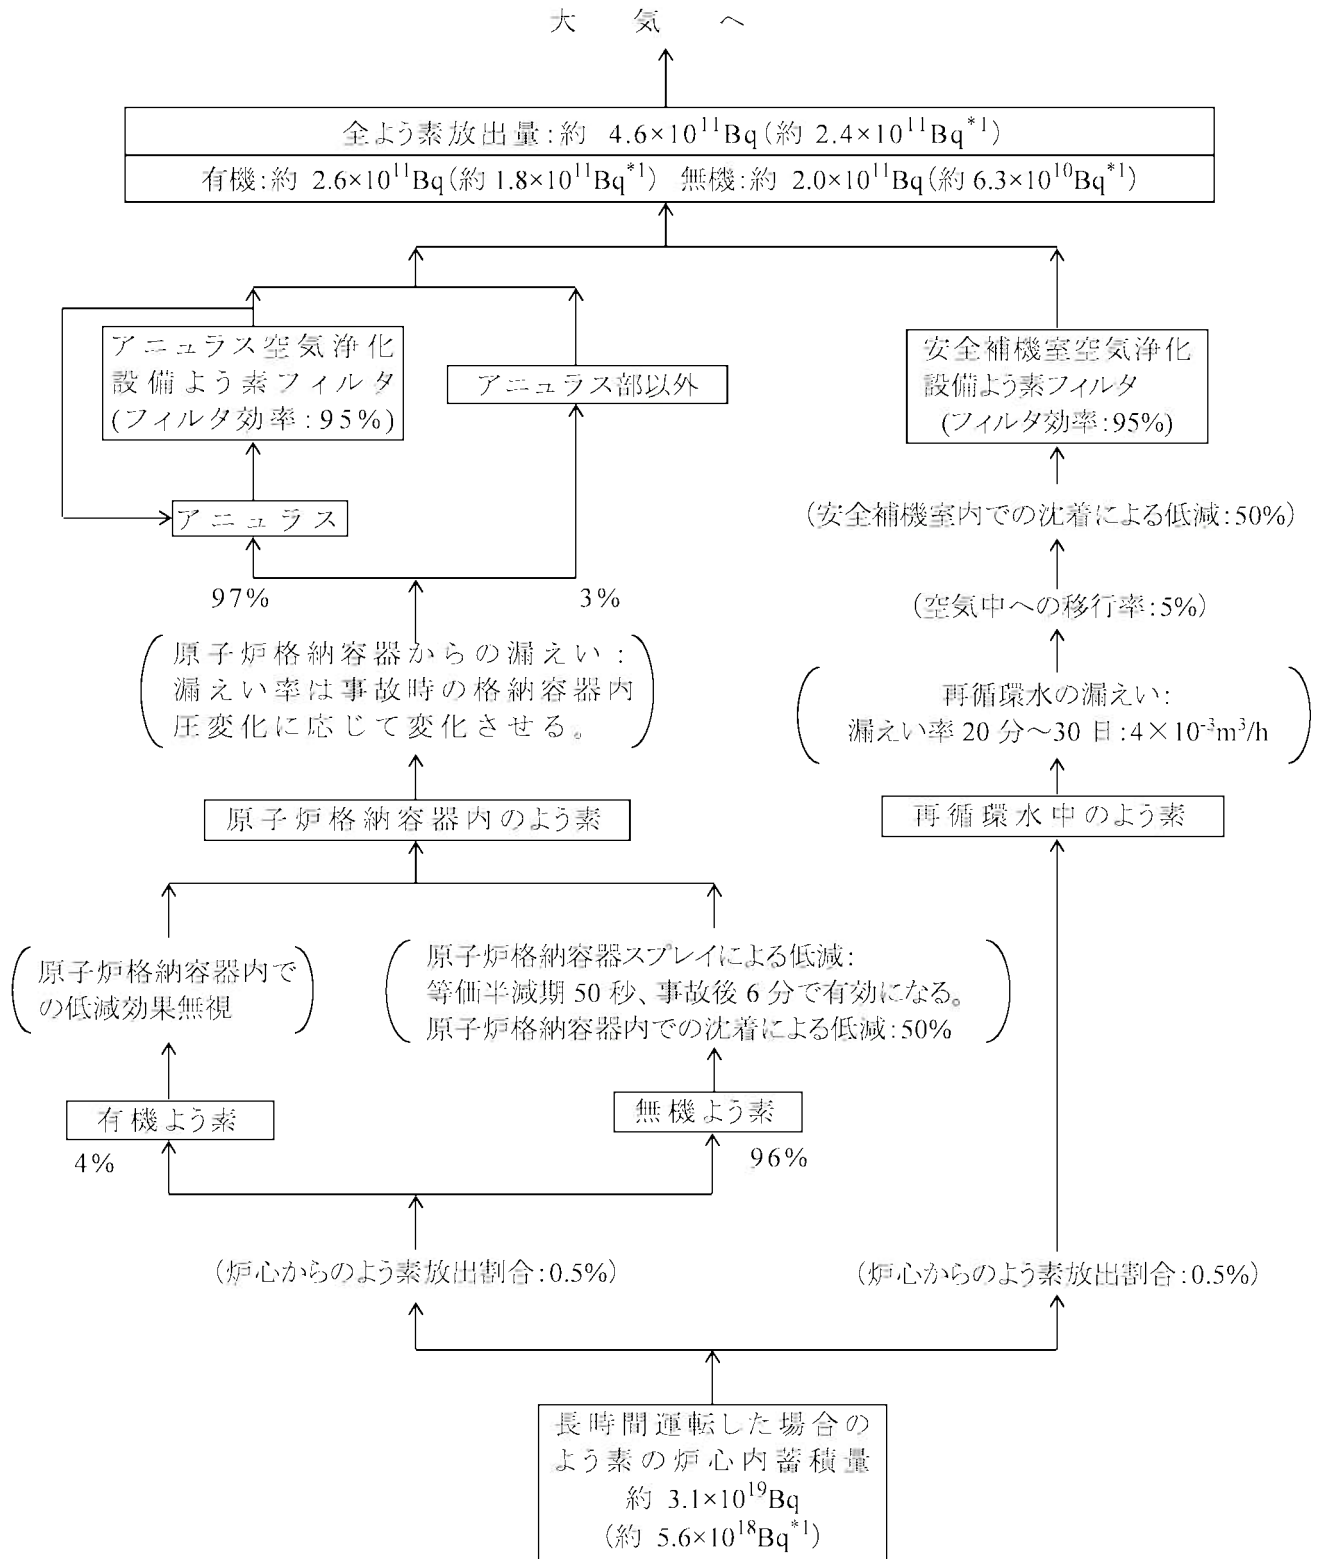 大 気 へ
全よう素放出量:約 4.6×10¹¹Bq(約 2.4×10¹¹Bq*¹)
有機:約 2.6×10¹¹Bq(約 1.8×10¹¹Bq*¹) 無機:約 2.0×10¹¹Bq(約 6.3×10¹⁰Bq*¹)
アニュラス空気浄化
設備よう素フィルタ
(フィルタ効率:95%)
アニュラス部以外
安全補機室空気浄化
設備よう素フィルタ
(フィルタ効率:95%)
アニュラス
(安全補機室内での沈着による低減:50%)
97%
3%
(空気中への移行率:5%)
原子炉格納容器からの漏えい:
漏えい率は事故時の格納容器内
圧変化に応じて変化させる。
再循環水の漏えい:
漏えい率 20 分～30 日:4×10⁻³m³/h
原子炉格納容器内のよう素
再循環水中のよう素
原子炉格納容器内で
の低減効果無視
原子炉格納容器スプレイによる低減:
等価半減期 50 秒、事故後 6 分で有効になる。
原子炉格納容器内での沈着による低減:50%
有機よう素
無機よう素
4%
96%
(炉心からのよう素放出割合:0.5%)
(炉心からのよう素放出割合:0.5%)
長時間運転した場合の
よう素の炉心内蓄積量
約 3.1×10¹⁹Bq
(約 5.6×10¹⁸Bq*¹)